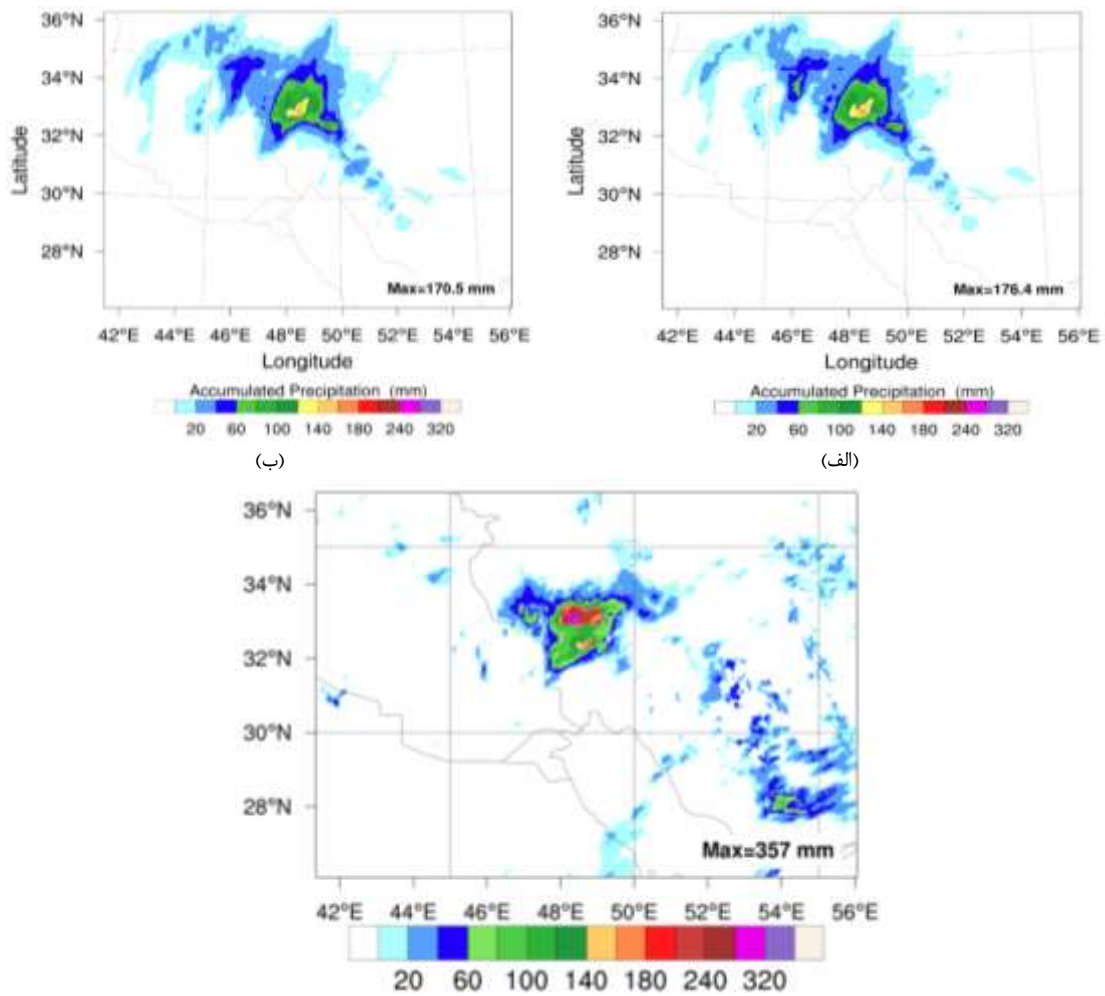 36°N
34°N
32°N
30°N
28°N
Latitude
Max=170.5 mm
42°E 44°E 46°E 48°E 50°E 52°E 54°E 56°E
Longitude
Accumulated Precipitation (mm)
20 60 100 140 180 240 320
(ب)
36°N
34°N
32°N
30°N
28°N
Latitude
Max=176.4 mm
42°E 44°E 46°E 48°E 50°E 52°E 54°E 56°E
Longitude
Accumulated Precipitation (mm)
20 60 100 140 180 240 320
(الف)
36°N
34°N
32°N
30°N
28°N
Max=357 mm
42°E 44°E 46°E 48°E 50°E 52°E 54°E 56°E
20 60 100 140 180 240 320